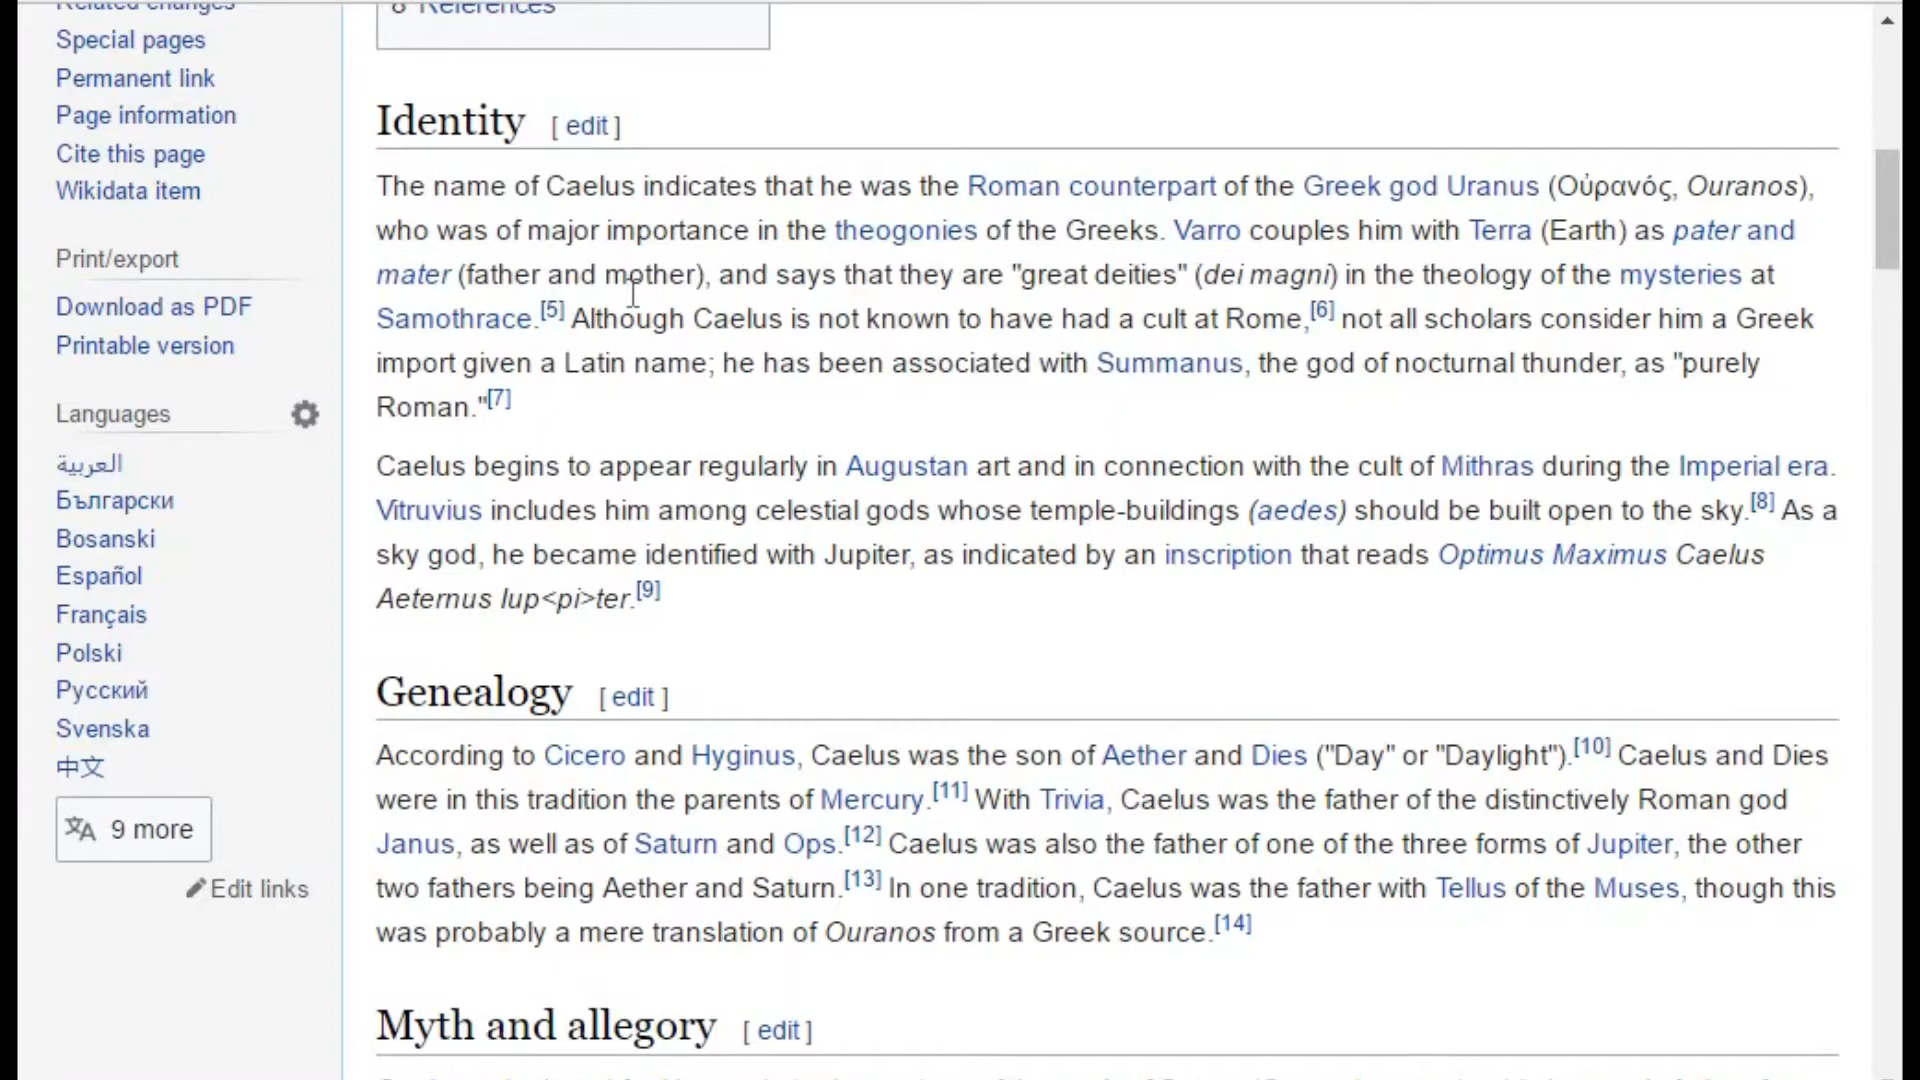 Related changes
Special pages
Permanent link
Page information
Cite this page
Wikidata item
Print/export
Download as PDF
Printable version
Languages
العربية
Български
Bosanski
Español
Français
Polski
Русский
Svenska
中文
9 more
Edit links
8 References
Identity [ edit ]
The name of Caelus indicates that he was the Roman counterpart of the Greek god Uranus (Οὐρανός, Ouranos),
who was of major importance in the theogonies of the Greeks. Varro couples him with Terra (Earth) as pater and
mater (father and mother), and says that they are "great deities" (dei magni) in the theology of the mysteries at
Samothrace.[5] Although Caelus is not known to have had a cult at Rome,[6] not all scholars consider him a Greek
import given a Latin name; he has been associated with Summanus, the god of nocturnal thunder, as "purely
Roman."[7]
Caelus begins to appear regularly in Augustan art and in connection with the cult of Mithras during the Imperial era.
Vitruvius includes him among celestial gods whose temple-buildings (aedes) should be built open to the sky.[8] As a
sky god, he became identified with Jupiter, as indicated by an inscription that reads Optimus Maximus Caelus
Aeternus Iup<pi>ter.[9]
Genealogy [ edit ]
According to Cicero and Hyginus, Caelus was the son of Aether and Dies ("Day" or "Daylight").[10] Caelus and Dies
were in this tradition the parents of Mercury.[11] With Trivia, Caelus was the father of the distinctively Roman god
Janus, as well as of Saturn and Ops.[12] Caelus was also the father of one of the three forms of Jupiter, the other
two fathers being Aether and Saturn.[13] In one tradition, Caelus was the father with Tellus of the Muses, though this
was probably a mere translation of Ouranos from a Greek source.[14]
Myth and allegory [ edit ]